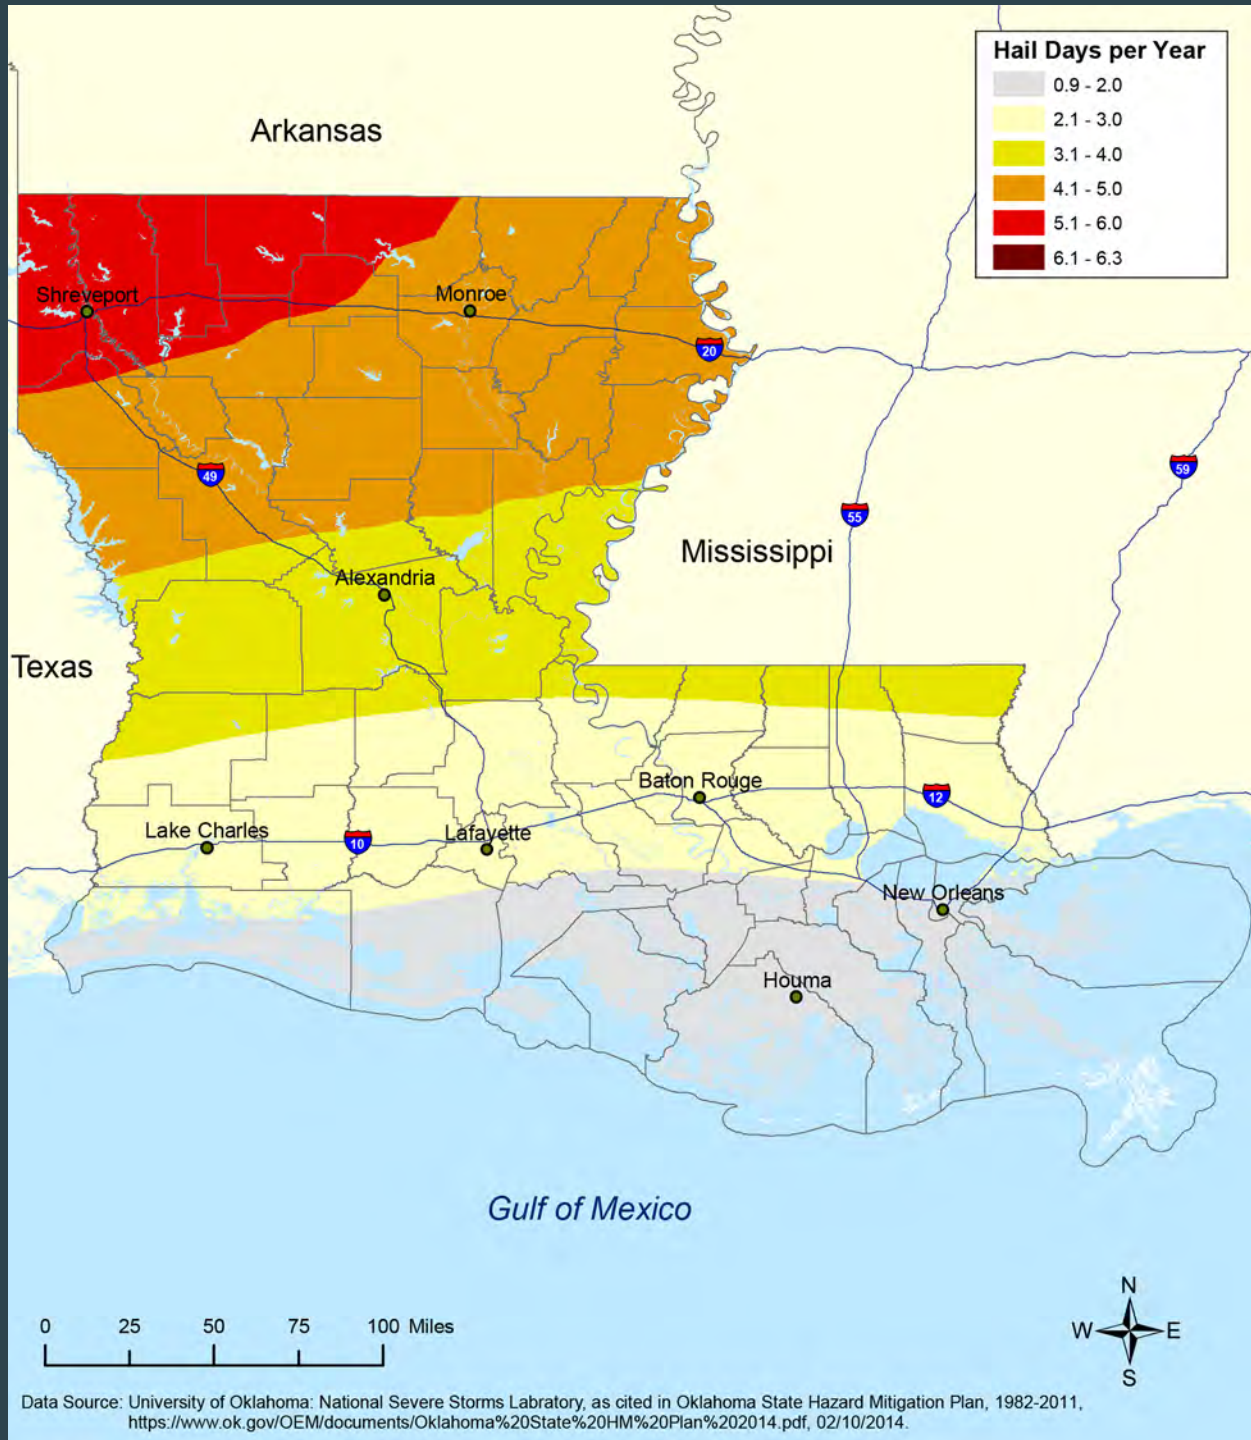 Hail Days per Year
0.9 - 2.0
2.1 - 3.0
3.1 - 4.0
4.1 - 5.0
5.1 - 6.0
6.1 - 6.3
Arkansas
Shreveport
Monroe
20
49
59
55
Mississippi
Alexandria
Texas
Baton Rouge
12
Lake Charles
10
Lafayette
New Orleans
Houma
Gulf of Mexico
N
W E
S
0 25 50 75 100 Miles
Data Source: University of Oklahoma: National Severe Storms Labratory, as cited in Oklahoma State Hazard Mitigation Plan, 1982-2011,
https://www.ok.gov/OEM/documents/Oklahoma%20State%20HM%20Plan%202014.pdf, 02/10/2014.